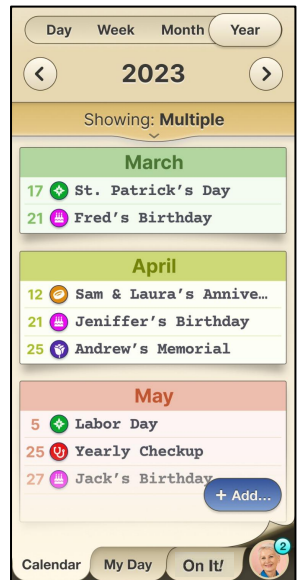 Day Week Month Year
2023
Showing: Multiple
March
17 St. Patrick's Day
21 Fred's Birthday
April
12 Sam & Laura's Annive…
21 Jeniffer's Birthday
25 Andrew's Memorial
May
5 Labor Day
25 Yearly Checkup
27 Jack's Birthday
+ Add...
2
Calendar My Day On It!